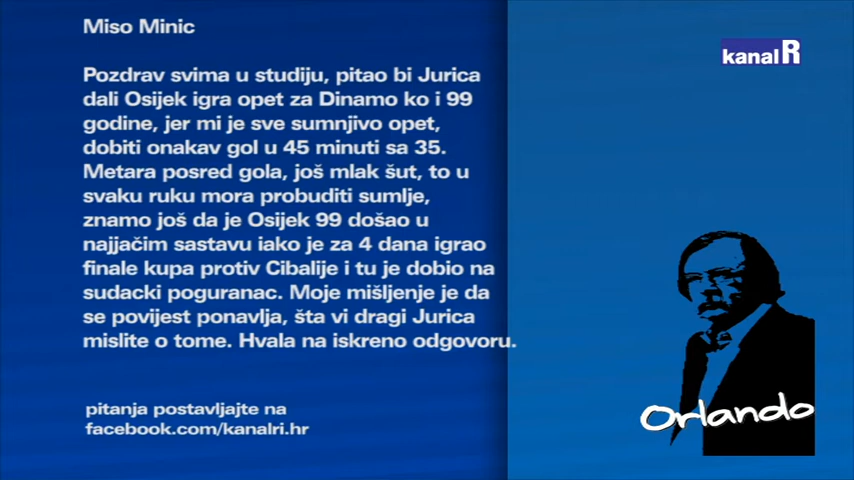 Miso Minic
Pozdrav svima u studiju, pitao bi Jurica
dali Osijek igra opet za Dinamo ko i 99
godine, jer mi je sve sumnjivo opet,
dobiti onakav gol u 45 minuti sa 35.
Metara posred gola, još mlak šut, to u
svaku ruku mora probuditi sumlje,
znamo još da je Osijek 99 došao u
najjačim sastavu iako je za 4 dana igrao
finale kupa protiv Cibalije i tu je dobio na
sudacki poguranac. Moje mišljenje je da
se povijest ponavlja, šta vi dragi Jurica
mislite o tome. Hvala na iskreno odgovoru.
pitanja postavljajte na
facebook.com/kanalri.hr
kanal R
Orlando